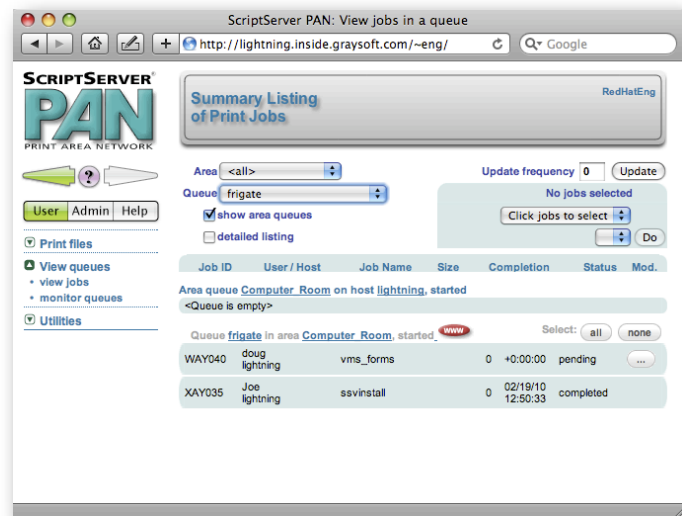 ScriptServer PAN: View jobs in a queue
http://lightning.inside.graysoft.com/~eng/
Google
SCRIPTSERVER
PAN
PRINT AREA NETWORK
?
User Admin Help
Print files
View queues
• view jobs
• monitor queues
Utilities
Summary Listing
of Print Jobs
RedHatEng
Area <all>
Update frequency 0 Update
Queue frigate
No jobs selected
show area queues
Click jobs to select
detailed listing
Do
Job ID User / Host Job Name Size Completion Status Mod.
Area queue Computer_Room on host lightning, started
<Queue is empty>
Queue frigate in area Computer_Room, started www Select: all none
WAY040 doug lightning vms_forms 0 +0:00:00 pending ...
XAY035 Joe lightning ssvinstall 0 02/19/10 12:50:33 completed